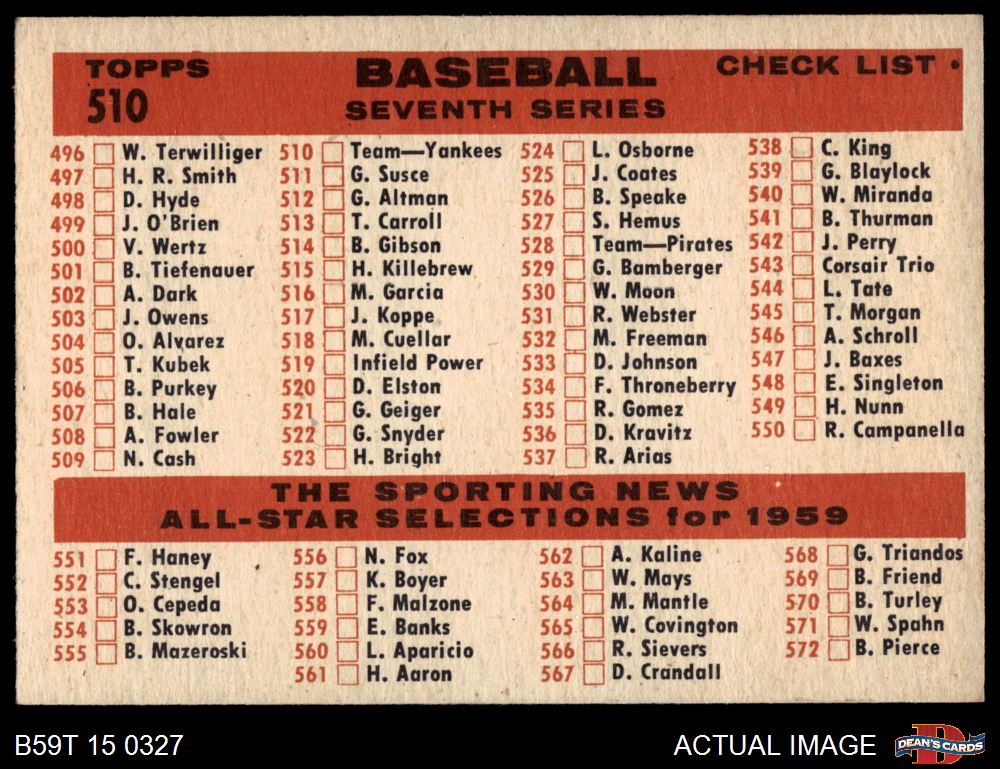 TOPPS BASEBALL CHECK LIST •
510 SEVENTH SERIES
496 W. Terwilliger
497 H. R. Smith
498 D. Hyde
499 J. O'Brien
500 V. Wertz
501 B. Tiefenauer
502 A. Dark
503 J. Owens
504 O. Alvarez
505 T. Kubek
506 B. Purkey
507 B. Hale
508 A. Fowler
509 N. Cash
510 Team—Yankees
511 G. Susce
512 G. Altman
513 T. Carroll
514 B. Gibson
515 H. Killebrew
516 M. Garcia
517 J. Koppe
518 M. Cuellar
519 Infield Power
520 D. Elston
521 G. Geiger
522 G. Snyder
523 H. Bright
524 L. Osborne
525 J. Coates
526 B. Speake
527 S. Hemus
528 Team—Pirates
529 G. Bamberger
530 W. Moon
531 R. Webster
532 M. Freeman
533 D. Johnson
534 F. Throneberry
535 R. Gomez
536 D. Kravitz
537 R. Arias
538 C. King
539 G. Blaylock
540 W. Miranda
541 B. Thurman
542 J. Perry
543 Corsair Trio
544 L. Tate
545 T. Morgan
546 A. Schroll
547 J. Baxes
548 E. Singleton
549 H. Nunn
550 R. Campanella
THE SPORTING NEWS
ALL-STAR SELECTIONS for 1959
551 F. Haney
552 C. Stengel
553 O. Cepeda
554 B. Skowron
555 B. Mazeroski
556 N. Fox
557 K. Boyer
558 F. Malzone
559 E. Banks
560 L. Aparicio
561 H. Aaron
562 A. Kaline
563 W. Mays
564 M. Mantle
565 W. Covington
566 R. Sievers
567 D. Crandall
568 G. Triandos
569 B. Friend
570 B. Turley
571 W. Spahn
572 B. Pierce
B59T 15 0327
ACTUAL IMAGE
D
DEAN'S CARDS